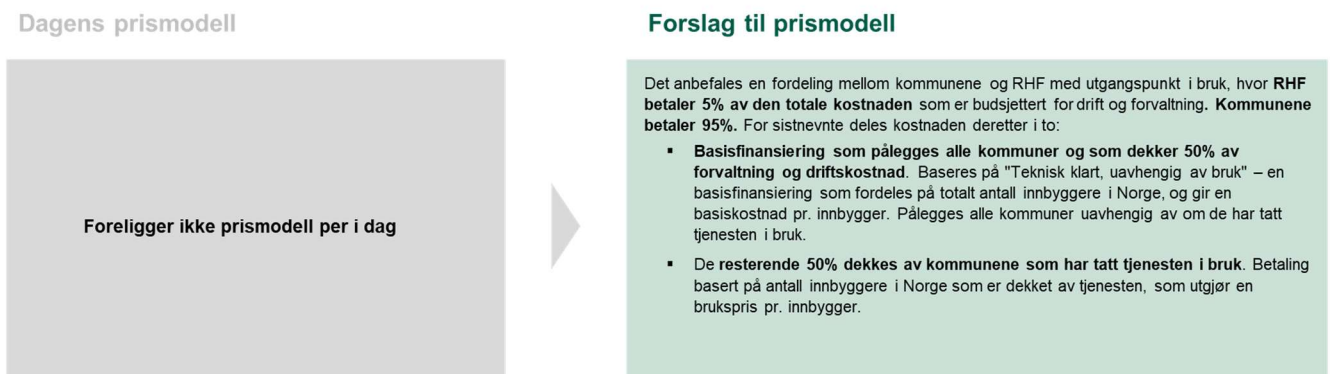 Dagens prismodell
Forslag til prismodell
Foreligger ikke prismodell per i dag
Det anbefales en fordeling mellom kommunene og RHF med utgangspunkt i bruk, hvor RHF
betaler 5% av den totale kostnaden som er budsjettert for drift og forvaltning. Kommunene
betaler 95%. For sistnevnte deles kostnaden deretter i to:
▪ Basisfinansiering som pålegges alle kommuner og som dekker 50% av
forvaltning og driftskostnad. Baseres på "Teknisk klart, uavhengig av bruk" – en
basisfinansiering som fordeles på totalt antall innbyggere i Norge, og gir en
basiskostnad pr. innbygger. Pålegges alle kommuner uavhengig av om de har tatt
tjenesten i bruk.
▪ De resterende 50% dekkes av kommunene som har tatt tjenesten i bruk. Betaling
basert på antall innbyggere i Norge som er dekket av tjenesten, som utgjør en
brukspris pr. innbygger.